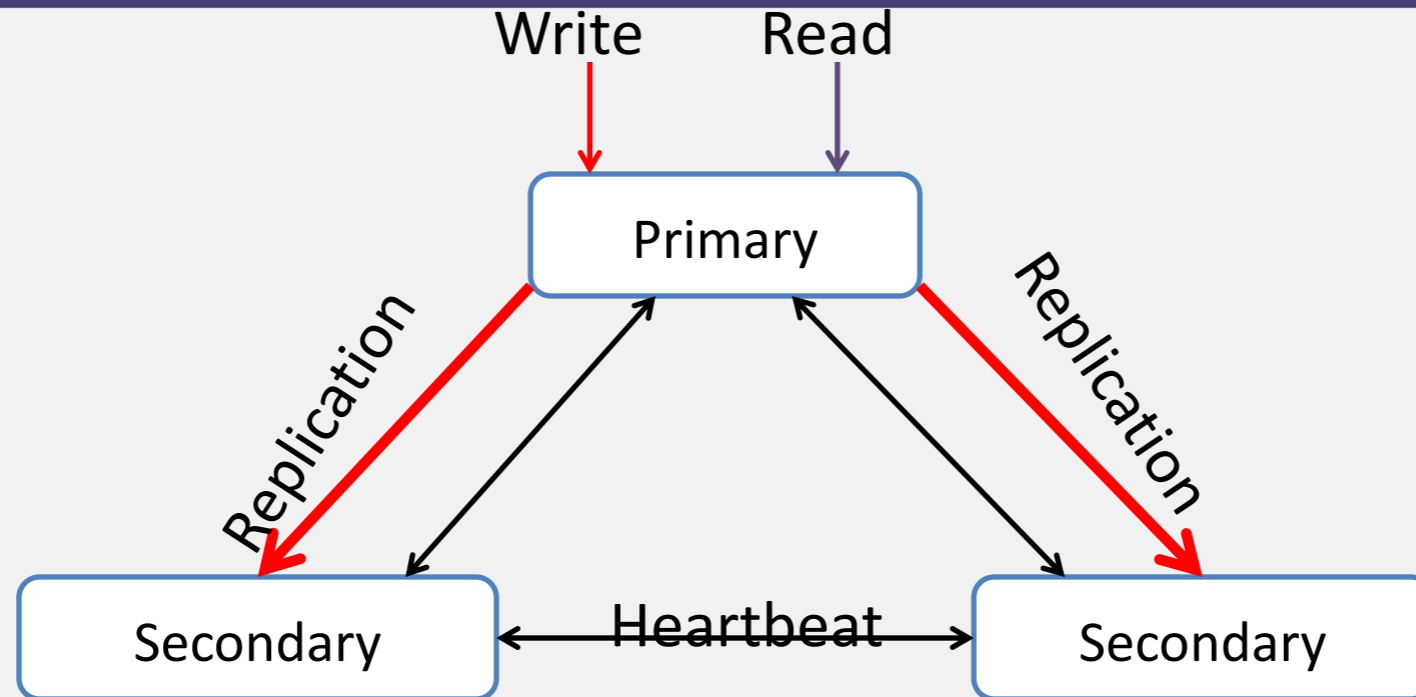 Write
Read
Primary
Replication
Replication
Secondary
Heartbeat
Secondary